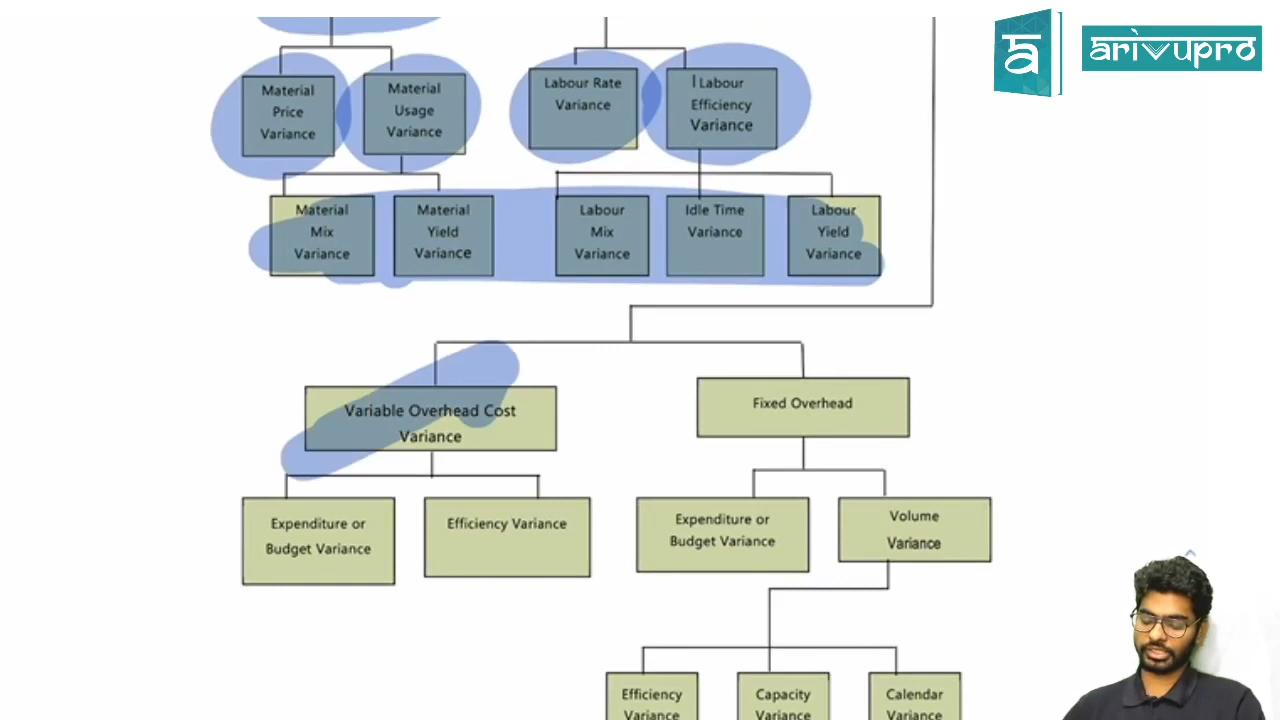 arivupro
Material
Price
Variance
Material
Usage
Variance
Labour Rate
Variance
Labour
Efficiency
Variance
Material
Mix
Variance
Material
Yield
Variance
Labour
Mix
Variance
Idle Time
Variance
Labour
Yield
Variance
Variable Overhead Cost
Variance
Fixed Overhead
Expenditure or
Budget Variance
Efficiency Variance
Expenditure or
Budget Variance
Volume
Variance
Efficiency
Variance
Capacity
Variance
Calendar
Variance